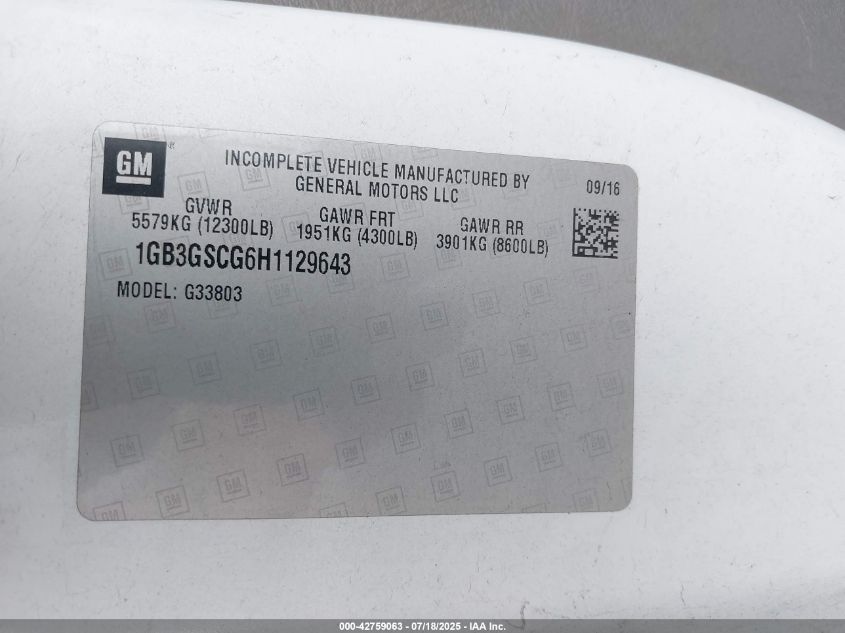 GM
INCOMPLETE VEHICLE MANUFACTURED BY
GENERAL MOTORS LLC
09/16
GVWR
5579KG (12300LB)
GAWR FRT
1951KG (4300LB)
GAWR RR
3901KG (8600LB)
1GB3GSCG6H1129643
MODEL: G33803
000-42759063 - 07/18/2025 - IAA Inc.